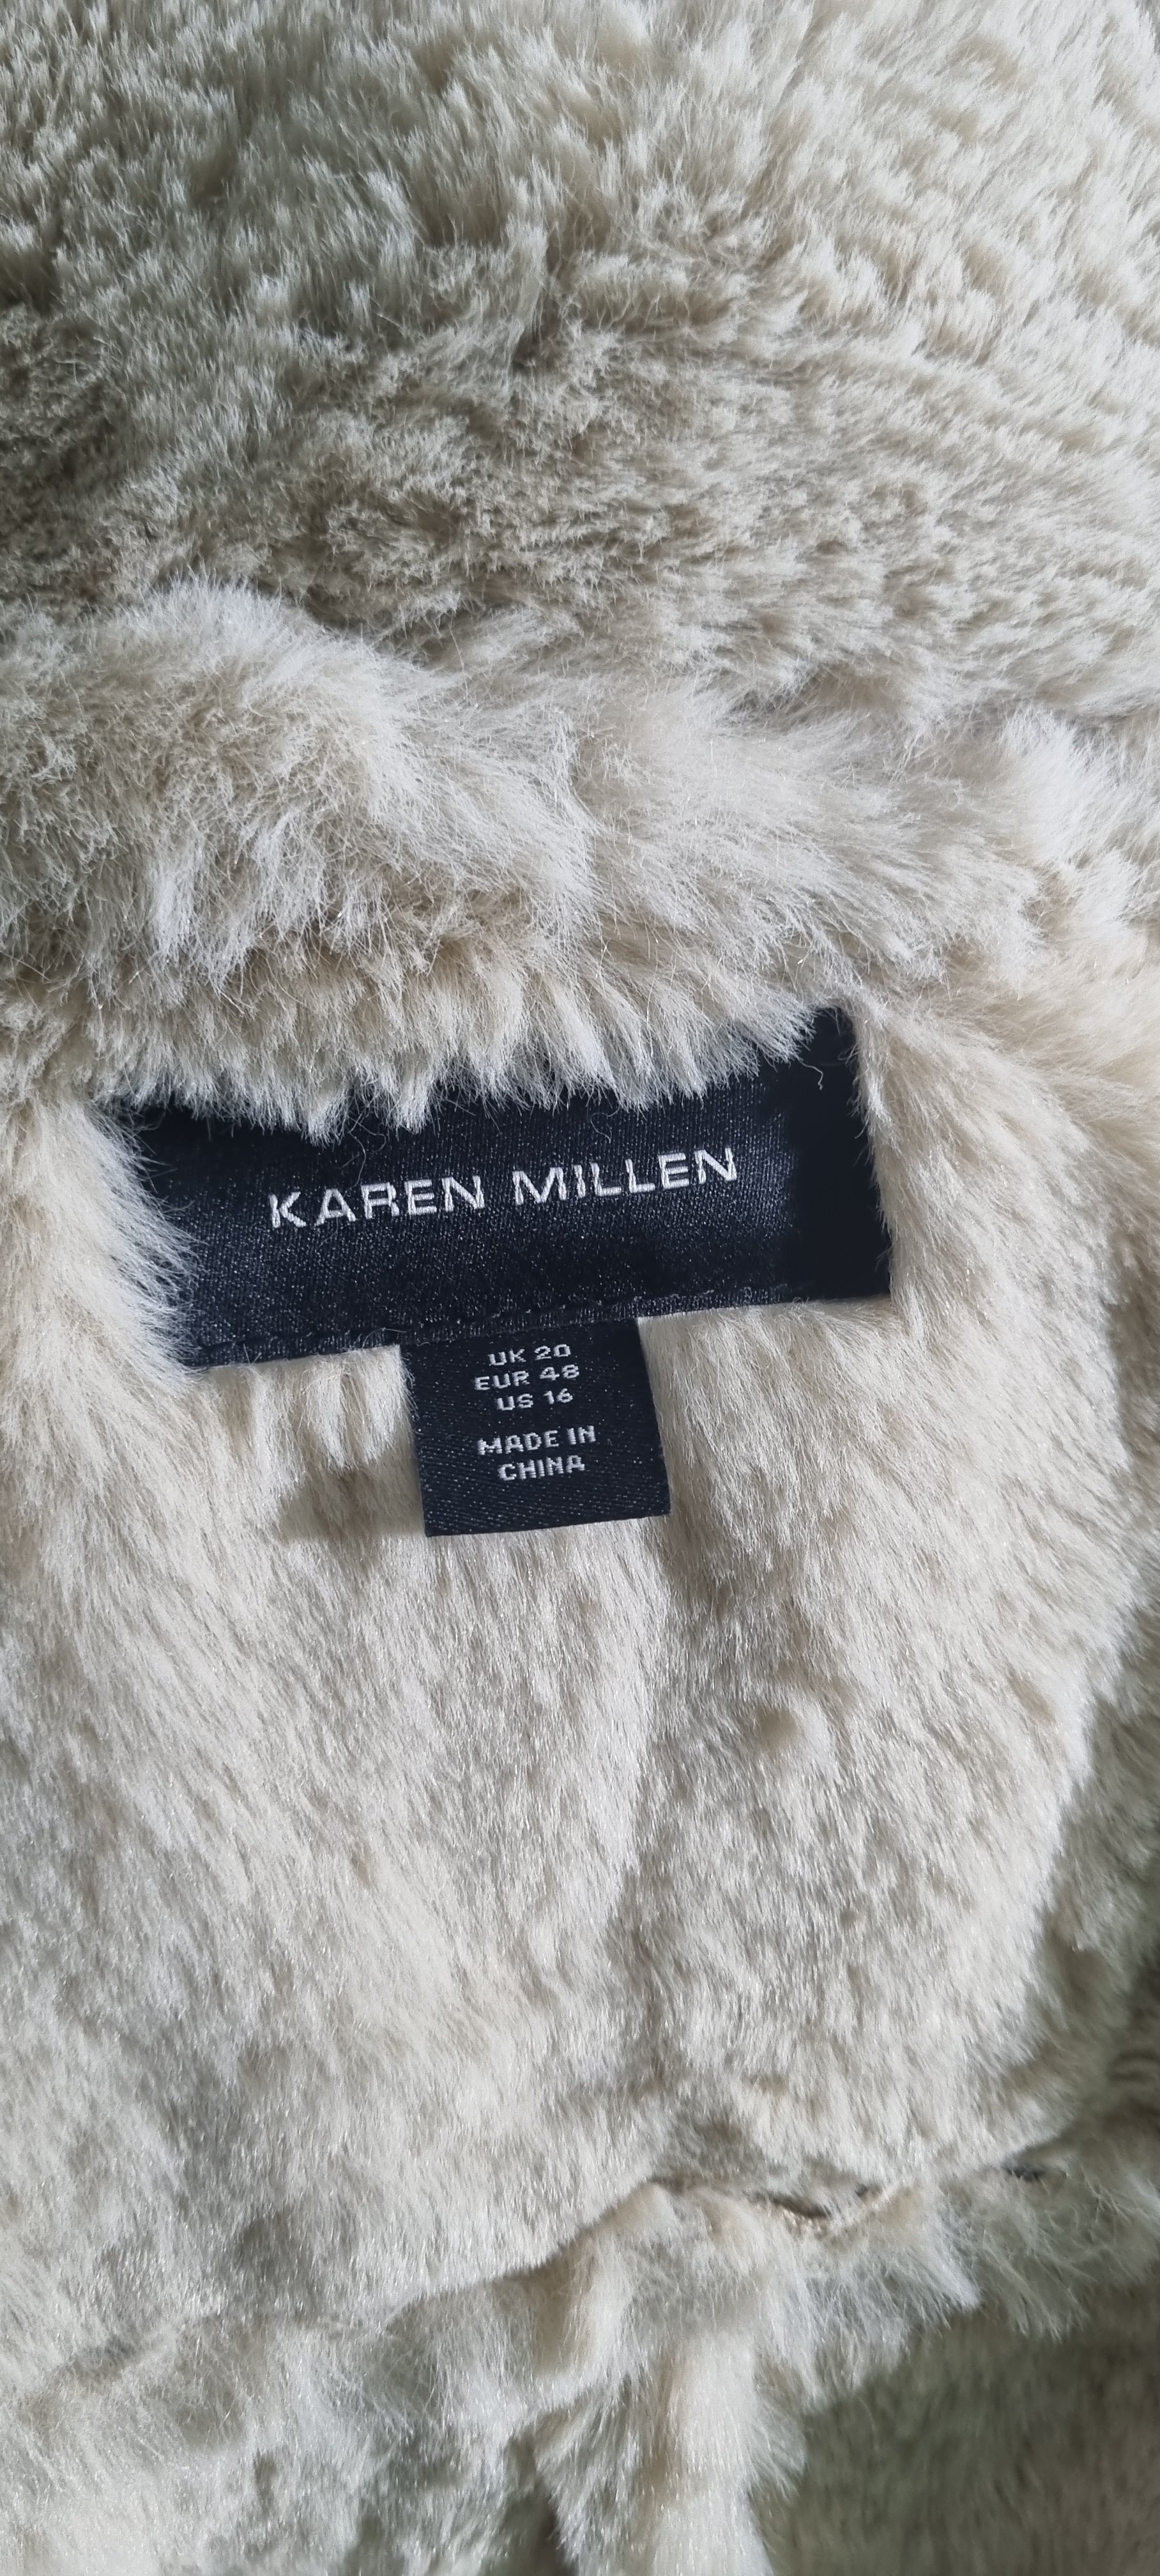 KAREN MILLEN
UK 20
EUR 48
US 16
MADE IN
CHINA